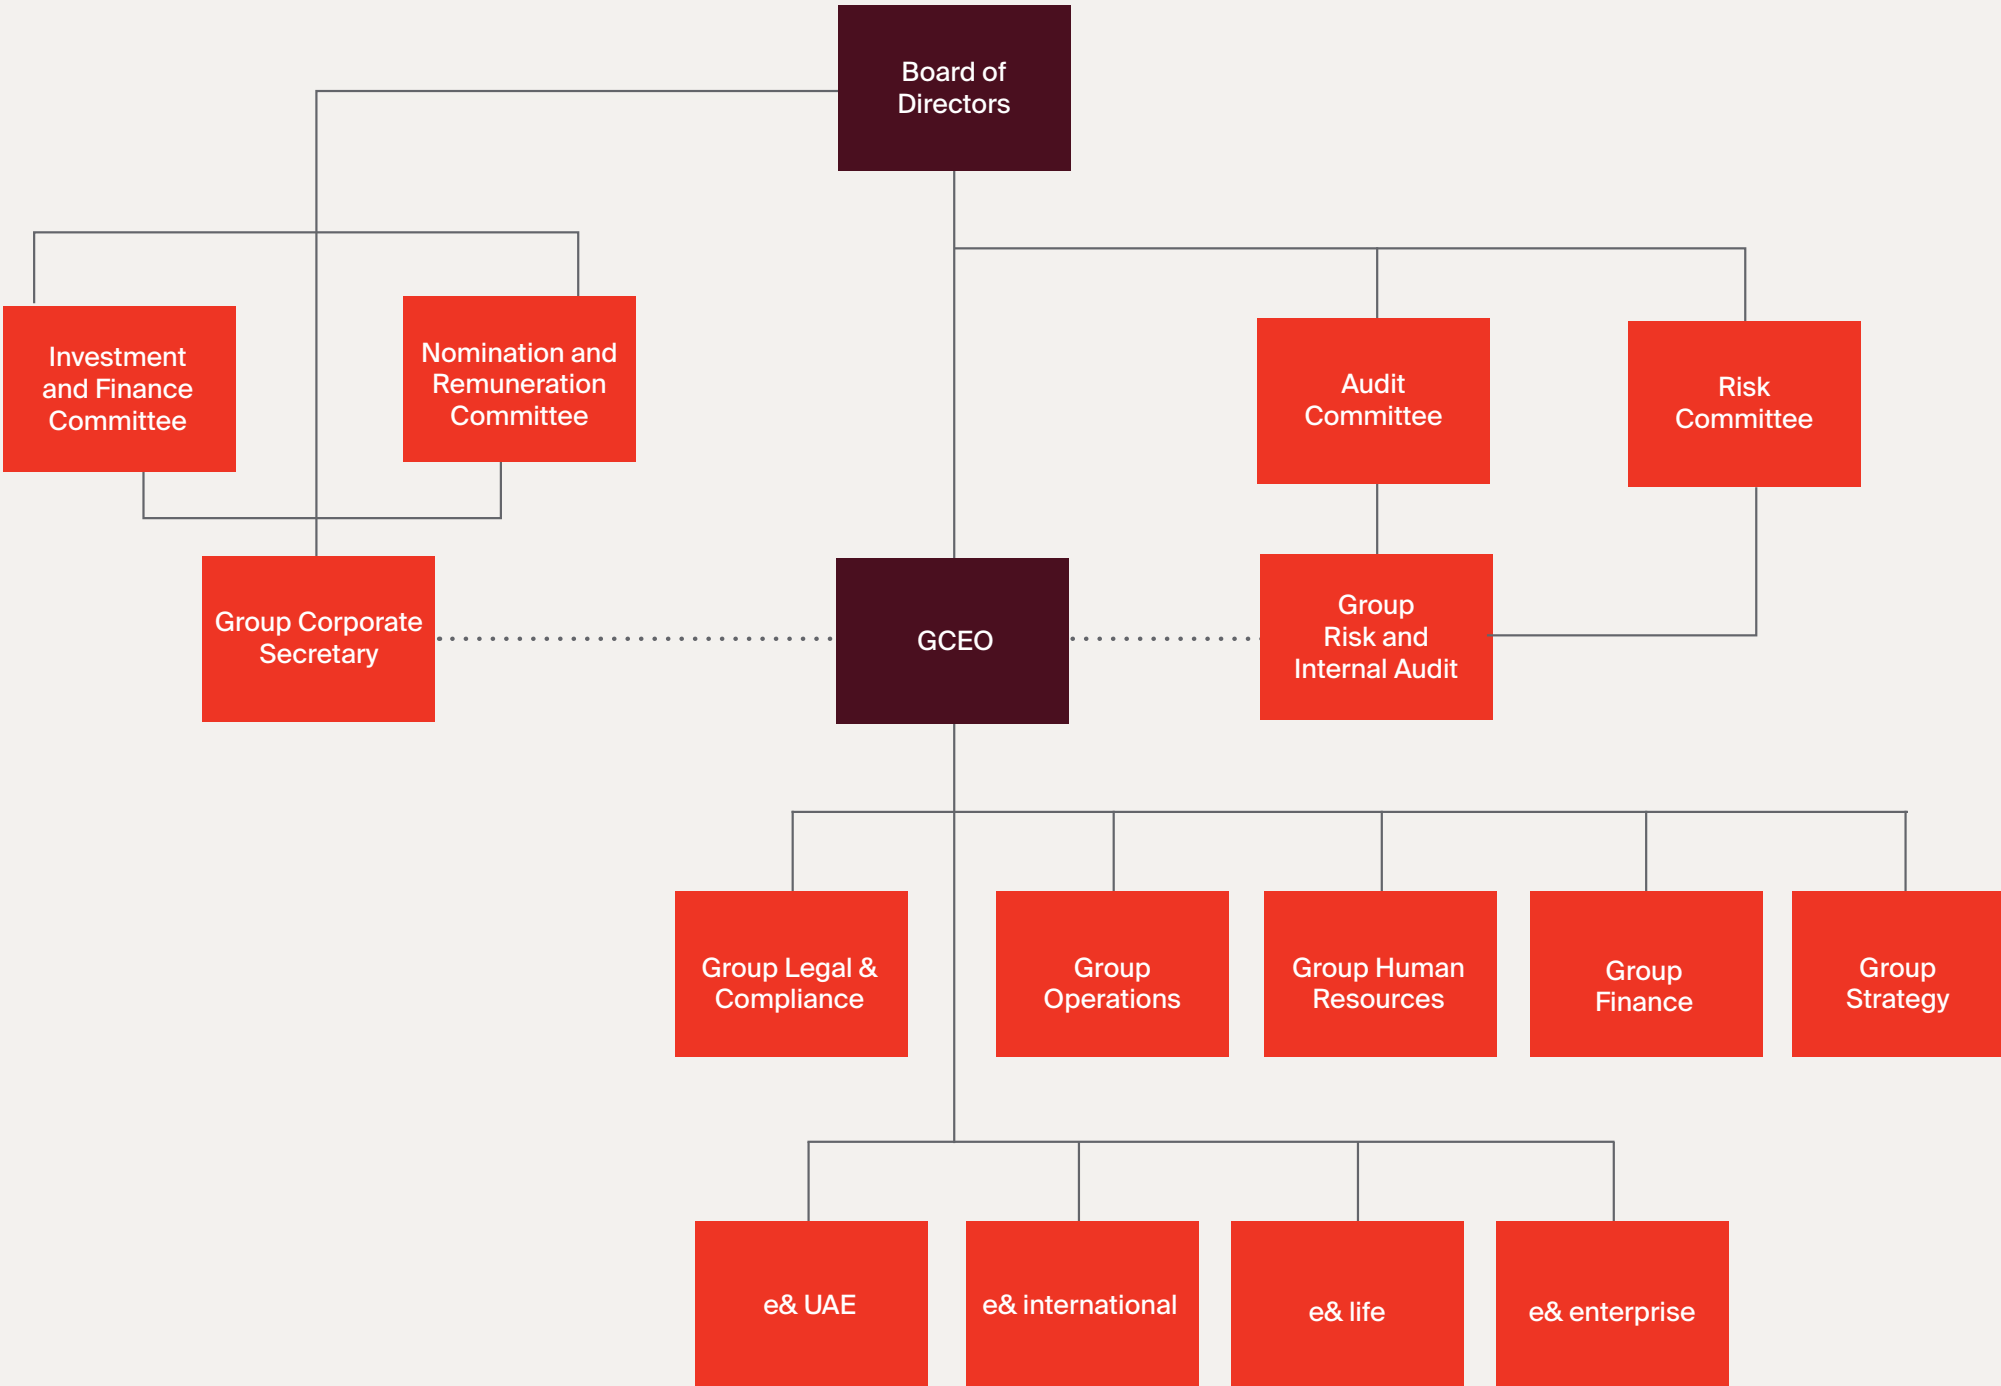 Board of
Directors
Investment
and Finance
Committee
Nomination and
Remuneration
Committee
Audit
Committee
Risk
Committee
Group Corporate
Secretary
GCEO
Group
Risk and
Internal Audit
Group Legal &
Compliance
Group
Operations
Group Human
Resources
Group
Finance
Group
Strategy
e& UAE
e& international
e& life
e& enterprise